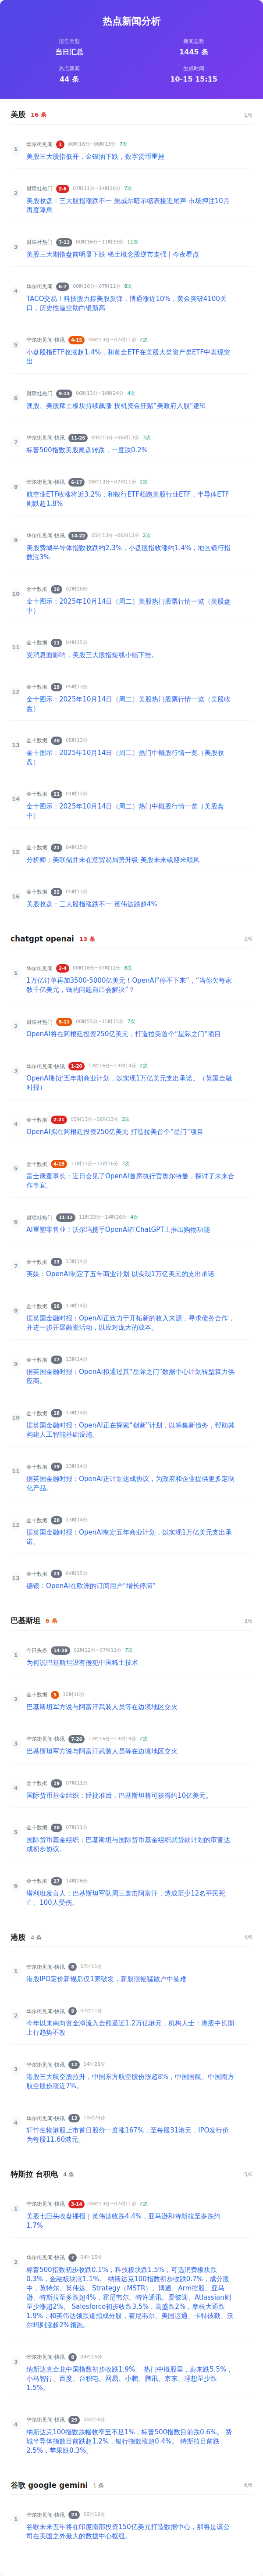 热点新闻分析
报告类型
当日汇总
新闻总数
1445 条
热点新闻
44 条
生成时间
10-15 15:15
美股 16 条 1/6
1 华尔街见闻 1 00时16分~06时13分 7次
美股三大股指低开，金银油下跌，数字货币重挫
2 财联社热门 2-6 07时11分~14时26分 7次
美股收盘：三大股指涨跌不一 鲍威尔暗示缩表接近尾声 市场押注10月
再度降息
3 财联社热门 7-13 00时16分~11时33分 11次
美股三大期指盘前明显下跌 稀土概念股逆市走强 | 今夜看点
4 华尔街见闻 6-7 00时16分~07时11分 8次
TACO交易！科技股力撑美股反弹，博通涨近10%，黄金突破4100关
口，历史性逼空助白银新高
5 华尔街见闻-快讯 4-15 06时13分~07时11分 2次
小盘股指ETF收涨超1.4%，和黄金ETF在美股大类资产类ETF中表现突
出
6 财联社热门 9-13 06时13分~10时24分 4次
澳股、美股稀土板块持续飙涨 投机资金狂赌“美政府入股”逻辑
7 华尔街见闻-快讯 11-26 04时15分~06时13分 3次
标普500指数美股尾盘转跌，一度跌0.2%
8 华尔街见闻-快讯 6-17 06时13分~07时11分 2次
航空业ETF收涨将近3.2%，和银行ETF领跑美股行业ETF，半导体ETF
则跌超1.8%
9 华尔街见闻-快讯 14-22 05时13分~06时13分 2次
美股费城半导体指数收跌约2.3%，小盘股指涨约1.4%，地区银行指
数涨3%
10 金十数据 10 02时20分
金十图示：2025年10月14日（周二）美股热门股票行情一览（美股盘
中）
11 金十数据 11 04时15分
受消息面影响，美股三大股指短线小幅下挫。
12 金十数据 19 05时13分
金十图示：2025年10月14日（周二）美股热门股票行情一览（美股收
盘）
13 金十数据 20 05时13分
金十图示：2025年10月14日（周二）热门中概股行情一览（美股收
盘）
14 金十数据 21 01时12分
金十图示：2025年10月14日（周二）热门中概股行情一览（美股盘
中）
15 金十数据 21 04时15分
分析师：美联储并未在意贸易局势升级 美股未来或迎来顺风
16 金十数据 22 05时13分
美股收盘：三大股指涨跌不一 英伟达跌超4%
chatgpt openai 13 条 2/6
1 华尔街见闻 2-4 00时16分~07时11分 8次
1万亿订单再加3500-5000亿美元！OpenAI“停不下来”，“当你欠每家
数千亿美元，钱的问题自己会解决”？
2 财联社热门 9-11 08时55分~15时15分 7次
OpenAI将在阿根廷投资250亿美元，打造拉美首个“星际之门”项目
3 华尔街见闻-快讯 1-20 12时16分~13时14分 2次
OpenAI制定五年期商业计划，以实现1万亿美元支出承诺。（英国金融
时报）
4 金十数据 2-21 05时13分~06时13分 2次
OpenAI拟在阿根廷投资250亿美元 打造拉美首个“星门”项目
5 金十数据 4-19 11时33分~12时16分 2次
富士康董事长：近日会见了OpenAI首席执行官奥尔特曼，探讨了未来合
作事宜。
6 财联社热门 11-12 11时33分~14时26分 4次
AI重塑零售业！沃尔玛携手OpenAI在ChatGPT上推出购物功能
7 金十数据 13 13时14分
英媒：OpenAI制定了五年商业计划 以实现1万亿美元的支出承诺
8 金十数据 16 13时14分
据英国金融时报：OpenAI正致力于开拓新的收入来源，寻求债务合作，
并进一步开展融资活动，以应对庞大的成本。
9 金十数据 17 13时14分
据英国金融时报：OpenAI拟通过其“星际之门”数据中心计划转型算力供
应商。
10 金十数据 18 13时14分
据英国金融时报：OpenAI正在探索“创新”计划，以筹集新债务，帮助其
构建人工智能基础设施。
11 金十数据 19 13时14分
据英国金融时报：OpenAI正计划达成协议，为政府和企业提供更多定制
化产品。
12 金十数据 20 13时14分
据英国金融时报：OpenAI制定五年商业计划，以实现1万亿美元支出承
诺。
13 金十数据 23 04时15分
德银：OpenAI在欧洲的订阅用户“增长停滞”
巴基斯坦 6 条 3/6
1 今日头条 14-28 01时12分~07时11分 7次
为何说巴基斯坦没有侵犯中国稀土技术
2 金十数据 5 12时16分
巴基斯坦军方说与阿富汗武装人员等在边境地区交火
3 华尔街见闻-快讯 7-26 12时16分~13时14分 2次
巴基斯坦军方说与阿富汗武装人员等在边境地区交火
4 金十数据 19 07时11分
国际货币基金组织：经批准后，巴基斯坦将可获得约10亿美元。
5 金十数据 20 07时11分
国际货币基金组织：巴基斯坦与国际货币基金组织就贷款计划的审查达
成初步协议。
6 金十数据 27 14时26分
塔利班发言人：巴基斯坦军队周三袭击阿富汗，造成至少12名平民死
亡、100人受伤。
港股 4 条 4/6
1 华尔街见闻-快讯 8 07时11分
港股IPO定价新规后仅1家破发，新股涨幅猛散户中签难
2 华尔街见闻-快讯 9 07时11分
今年以来南向资金净流入金额逼近1.2万亿港元，机构人士：港股中长期
上行趋势不改
3 华尔街见闻-快讯 12 14时26分
港股三大航空股拉升，中国东方航空股份涨超8%，中国国航、中国南方
航空股份涨近7%。
4 华尔街见闻-快讯 13 10时24分
轩竹生物港股上市首日股价一度涨167%，至每股31港元，IPO发行价
为每股11.60港元。
特斯拉 台积电 4 条 5/6
1 华尔街见闻-快讯 3-14 06时13分~07时11分 2次
美股七巨头收盘播报｜英伟达收跌4.4%，亚马逊和特斯拉至多跌约
1.7%
2 华尔街见闻-快讯 7 04时15分
标普500指数初步收跌0.1%，科技板块跌1.5%，可选消费板块跌
0.3%，金融板块涨1.1%。 纳斯达克100指数初步收跌0.7%，成分股
中，英特尔、英伟达、Strategy（MSTR）、博通、Arm控股、亚马
逊、特斯拉至多跌超4%，霍尼韦尔、特许通讯、爱彼迎、Atlassian则
至少涨超2%。 Salesforce初步收跌3.5%，高盛跌2%，摩根大通跌
1.9%，和英伟达领跌道指成分股，霍尼韦尔、美国运通、卡特彼勒、沃
尔玛则涨超2%领跑。
3 华尔街见闻-快讯 8 04时15分
纳斯达克金龙中国指数初步收跌1.9%。 热门中概股里，蔚来跌5.5%，
小马智行、百度、台积电、网易、小鹏、腾讯、京东、理想至少跌
1.5%。
4 华尔街见闻-快讯 29 00时16分
纳斯达克100指数跌幅收窄至不足1%，标普500指数目前跌0.6%。 费
城半导体指数目前跌超1.2%，银行指数涨超0.4%。 特斯拉目前跌
2.5%，苹果跌0.3%。
谷歌 google gemini 1 条 6/6
1 华尔街见闻-快讯 23 00时16分
谷歌未来五年将在印度南部投资150亿美元打造数据中心，那将是该公
司在美国之外最大的数据中心枢纽。